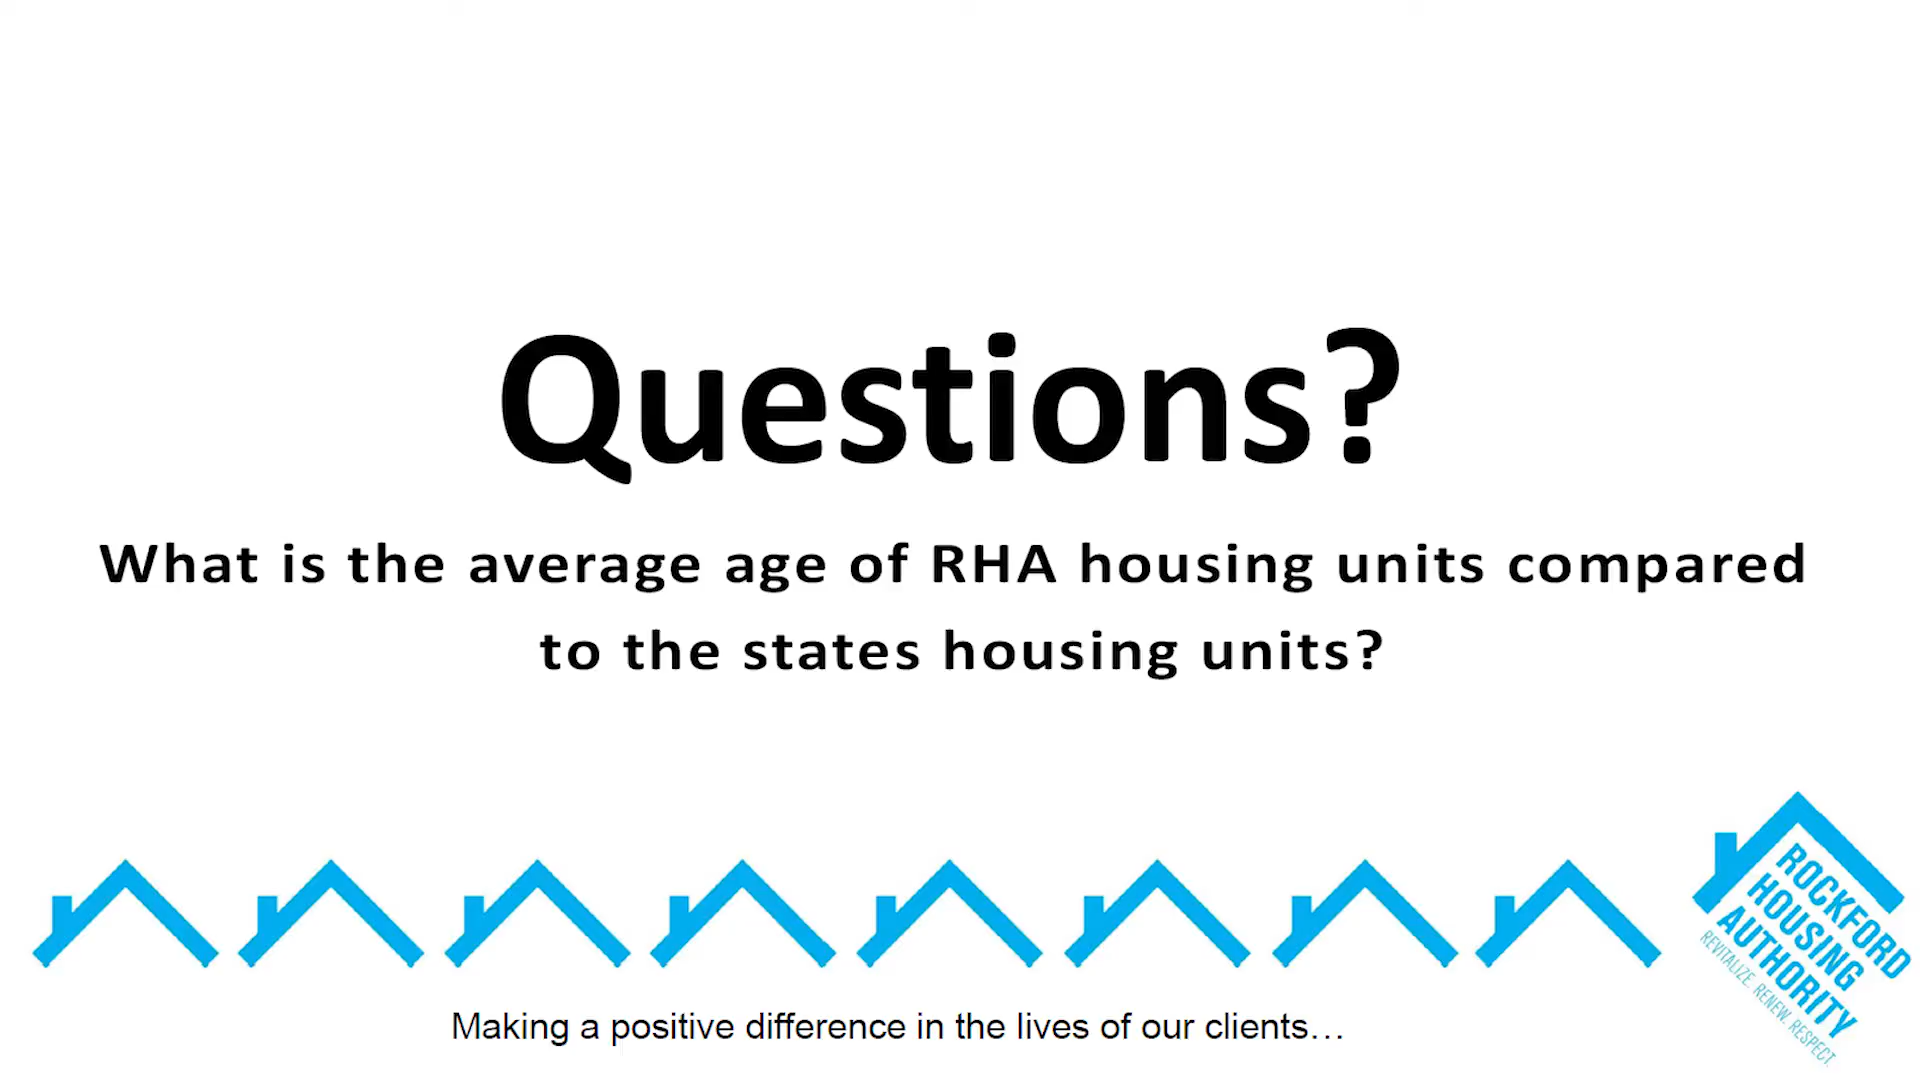 Questions?
What is the average age of RHA housing units compared
to the states housing units?
ROCKFORD
HOUSING
AUTHORITY
REVITALIZE. RENEW. RESPECT.
Making a positive difference in the lives of our clients…